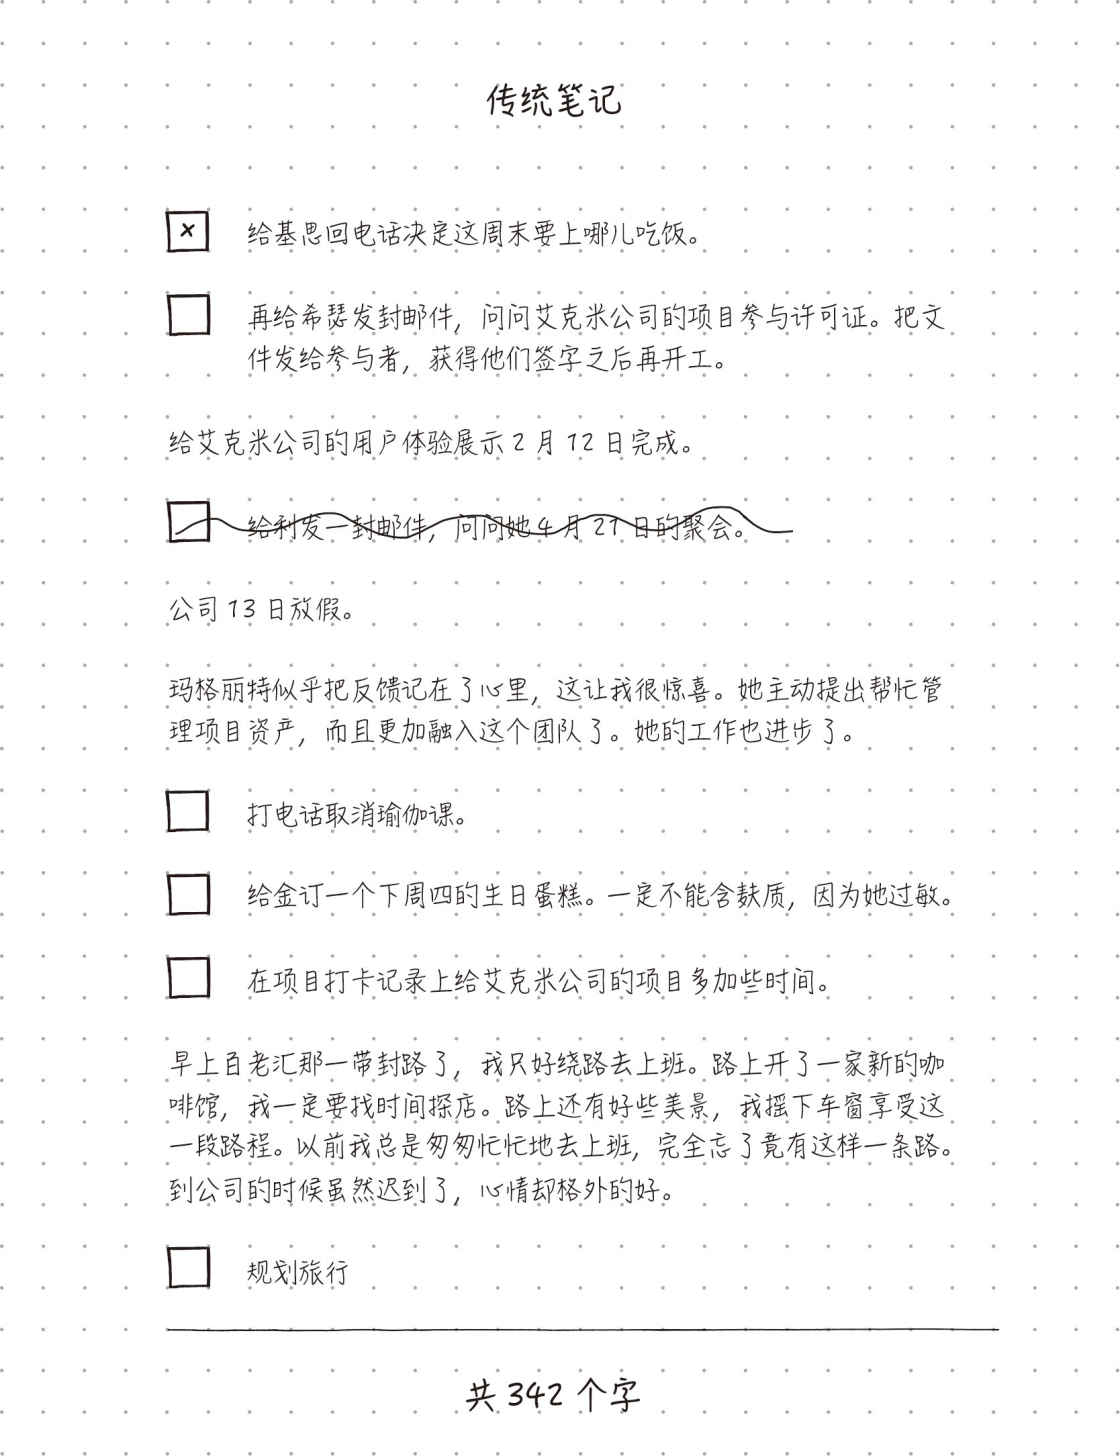 传统笔记
给基思回电话决定这周末要上哪儿吃饭。
再给希瑟发封邮件，问问艾克米公司的项目参与许可证。把文
件发给参与者，获得他们签字之后再开工。
给艾克米公司的用户体验展示 2 月 12 日完成。
给利发一封邮件，问问她 4 月 21 日的聚会。
公司 13 日放假。
玛格丽特似乎把反馈记在了心里，这让我很惊喜。她主动提出帮忙管
理项目资产，而且更加融入这个团队了。她的工作也进步了。
打电话取消瑜伽课。
给金订一个下周四的生日蛋糕。一定不能含麸质，因为她过敏。
在项目打卡记录上给艾克米公司的项目多加些时间。
早上百老汇那一带封路了，我只好绕路去上班。路上开了一家新的咖
啡馆，我一定要找时间探店。路上还有好些美景，我摇下车窗享受这
一段路程。以前我总是匆匆忙忙地去上班，完全忘了竟有这样一条路。
到公司的时候虽然迟到了，心情却格外的好。
规划旅行
共 342 个字